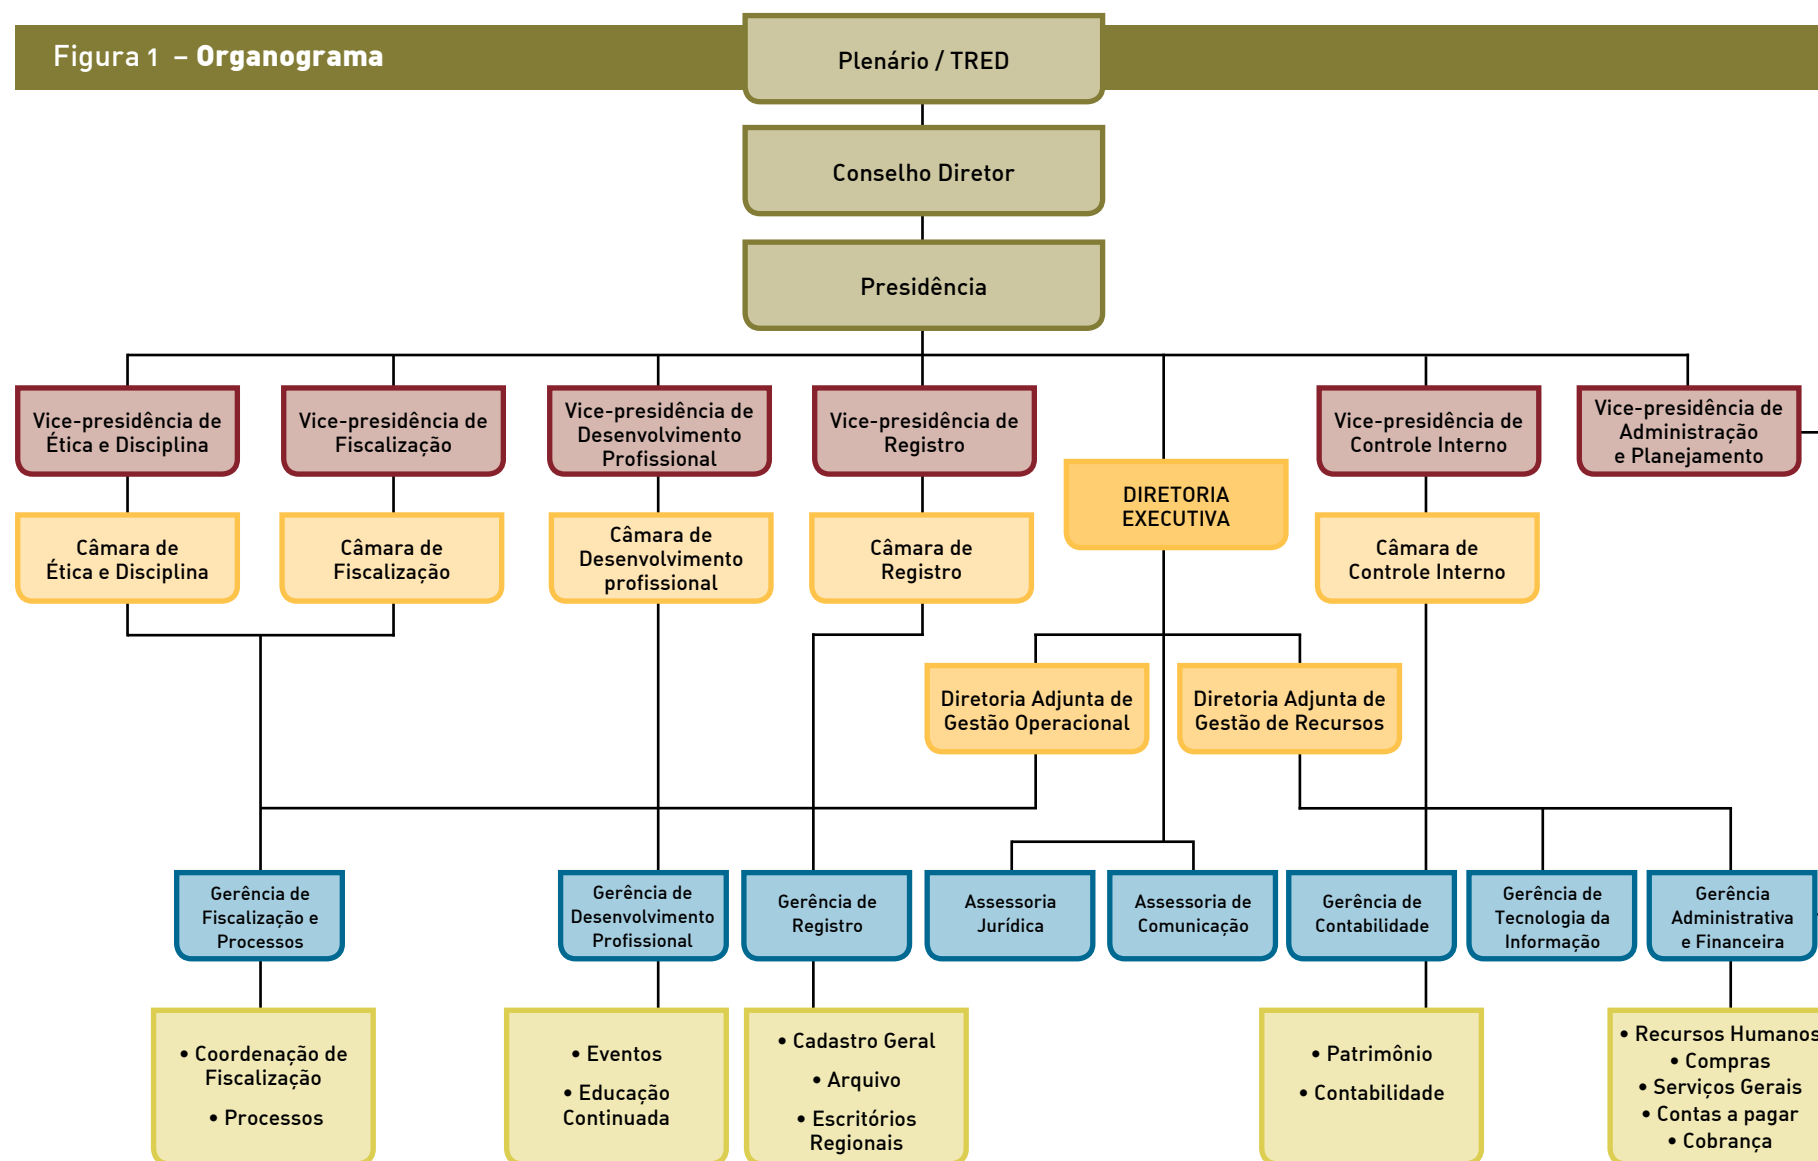 Figura 1 – Organograma
Plenário / TRED
Conselho Diretor
Presidência
Vice-presidência de
Ética e Disciplina
Vice-presidência de
Fiscalização
Vice-presidência de
Desenvolvimento
Profissional
Vice-presidência de
Registro
Vice-presidência de
Controle Interno
Vice-presidência de
Administração
e Planejamento
DIRETORIA
EXECUTIVA
Câmara de
Ética e Disciplina
Câmara de
Fiscalização
Câmara de
Desenvolvimento
profissional
Câmara de
Registro
Câmara de
Controle Interno
Diretoria Adjunta de
Gestão Operacional
Diretoria Adjunta de
Gestão de Recursos
Gerência de
Fiscalização e
Processos
Gerência de
Desenvolvimento
Profissional
Gerência de
Registro
Assessoria
Jurídica
Assessoria de
Comunicação
Gerência de
Contabilidade
Gerência de
Tecnologia da
Informação
Gerência
Administrativa
e Financeira
• Coordenação de
Fiscalização
• Processos
• Eventos
• Educação
Continuada
• Cadastro Geral
• Arquivo
• Escritórios
Regionais
• Patrimônio
• Contabilidade
• Recursos Humanos
• Compras
• Serviços Gerais
• Contas a pagar
• Cobrança